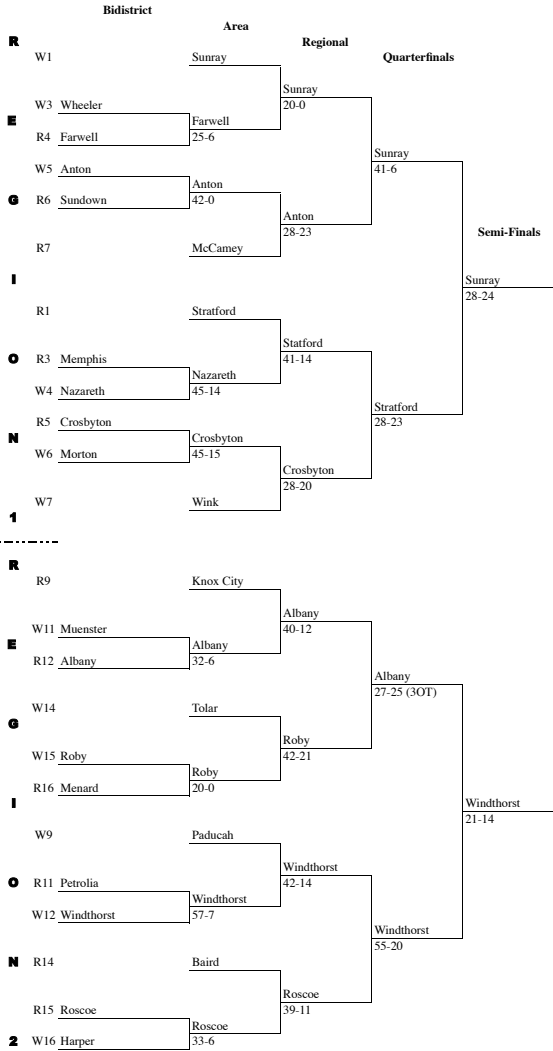 Bidistrict
Area
R
Regional
W1 Sunray Quarterfinals
Sunray
W3 Wheeler 20-0
E Farwell
R4 Farwell 25-6
Sunray
W5 Anton 41-6
Anton
G R6 Sundown 42-0
Anton
28-23 Semi-Finals
R7 McCamey
I Sunray
28-24
R1 Stratford
Statford
O R3 Memphis 41-14
Nazareth
W4 Nazareth 45-14
Stratford
R5 Crosbyton 28-23
N Crosbyton
W6 Morton 45-15
Crosbyton
28-20
W7 Wink
1
R
R9 Knox City
Albany
W11 Muenster 40-12
E Albany
R12 Albany 32-6
Albany
27-25 (3OT)
W14 Tolar
G
Roby
W15 Roby 42-21
Roby
R16 Menard 20-0
I Windthorst
21-14
W9 Paducah
Windthorst
O R11 Petrolia 42-14
Windthorst
W12 Windthorst 57-7
Windthorst
55-20
N R14 Baird
Roscoe
R15 Roscoe 39-11
Roscoe
2 W16 Harper 33-6